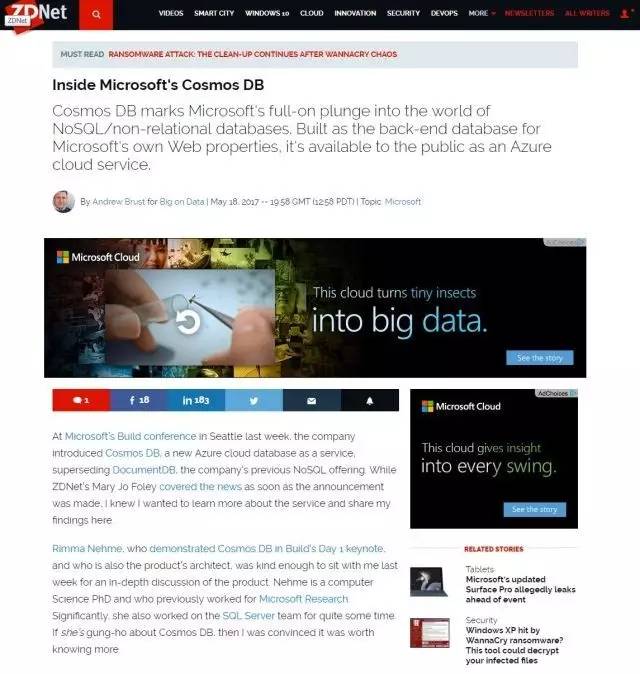 ZDNet
ZDNet
VIDEOS SMART CITY WINDOWS 10 CLOUD INNOVATION SECURITY DEVOPS MORE NEWSLETTERS ALL WRITERS
MUST READ RANSOMWARE ATTACK: THE CLEAN-UP CONTINUES AFTER WANNACRY CHAOS
Inside Microsoft's Cosmos DB
Cosmos DB marks Microsoft's full-on plunge into the world of
NoSQL/non-relational databases. Built as the back-end database for
Microsoft's own Web properties, it's available to the public as an Azure
cloud service.
By Andrew Brust for Big on Data | May 18, 2017 -- 19:58 GMT (12:58 PDT) | Topic: Microsoft
AdChoices
Microsoft Cloud
This cloud turns tiny insects
into big data.
See the story
1 f 18 in 183
At Microsoft's Build conference in Seattle last week, the company
introduced Cosmos DB, a new Azure cloud database as a service,
superseding DocumentDB, the company's previous NoSQL offering. While
ZDNet's Mary Jo Foley covered the news as soon as the announcement
was made, I knew I wanted to learn more about the service and share my
findings here.
Rimma Nehme, who demonstrated Cosmos DB in Build's Day 1 keynote,
and who is also the product's architect, was kind enough to sit with me last
week for an in-depth discussion of the product. Nehme is a computer
Science PhD and who previously worked for Microsoft Research.
Significantly, she also worked on the SQL Server team for quite some time.
If she's gung-ho about Cosmos DB, then I was convinced it was worth
knowing more.
AdChoices
Microsoft Cloud
This cloud gives insight
into every swing.
See the story
RELATED STORIES
Tablets
Microsoft's updated
Surface Pro allegedly leaks
ahead of event
Security
Windows XP hit by
WannaCry ransomware?
This tool could decrypt
your infected files